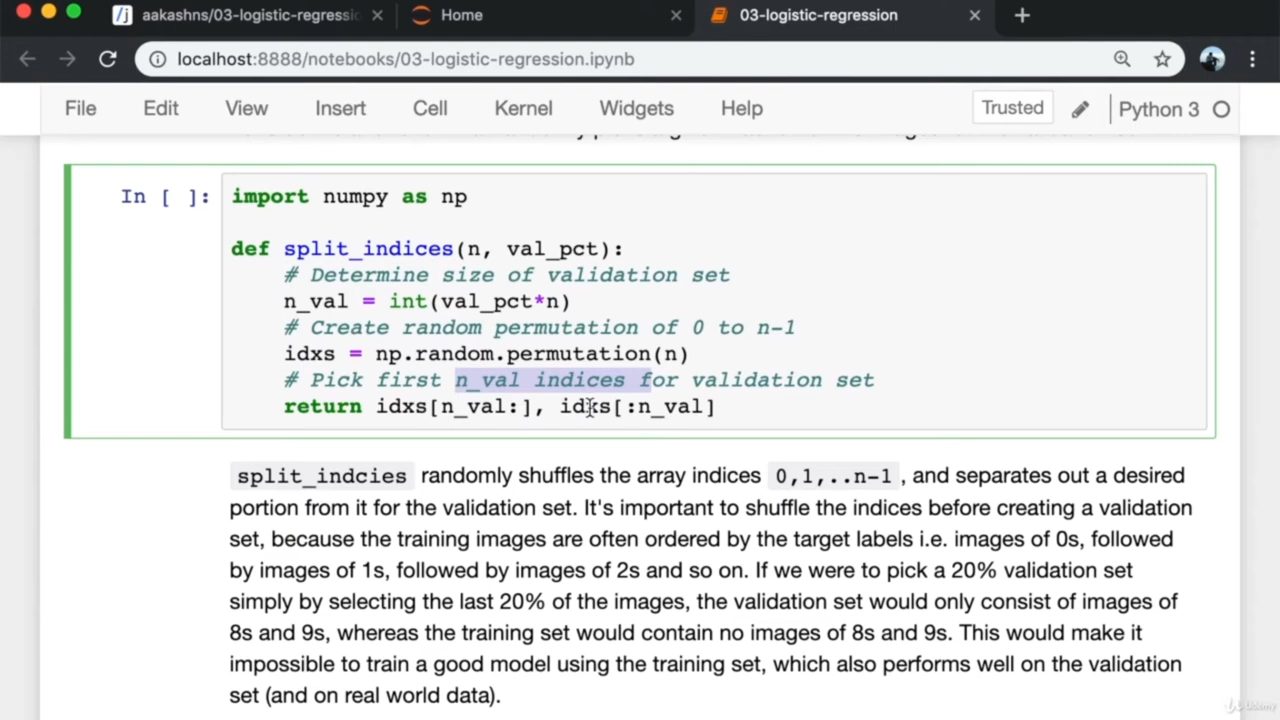 aakashns/03-logistic-regressic
Home
03-logistic-regression
localhost:8888/notebooks/03-logistic-regression.ipynb
File Edit View Insert Cell Kernel Widgets Help Trusted Python 3
In [ ]:
import numpy as np
def split_indices(n, val_pct):
# Determine size of validation set
n_val = int(val_pct*n)
# Create random permutation of 0 to n-1
idxs = np.random.permutation(n)
# Pick first n_val indices for validation set
return idxs[n_val:], idxs[:n_val]
split_indcies randomly shuffles the array indices 0,1,..n-1 , and separates out a desired
portion from it for the validation set. It's important to shuffle the indices before creating a validation
set, because the training images are often ordered by the target labels i.e. images of 0s, followed
by images of 1s, followed by images of 2s and so on. If we were to pick a 20% validation set
simply by selecting the last 20% of the images, the validation set would only consist of images of
8s and 9s, whereas the training set would contain no images of 8s and 9s. This would make it
impossible to train a good model using the training set, which also performs well on the validation
set (and on real world data).
Udemy